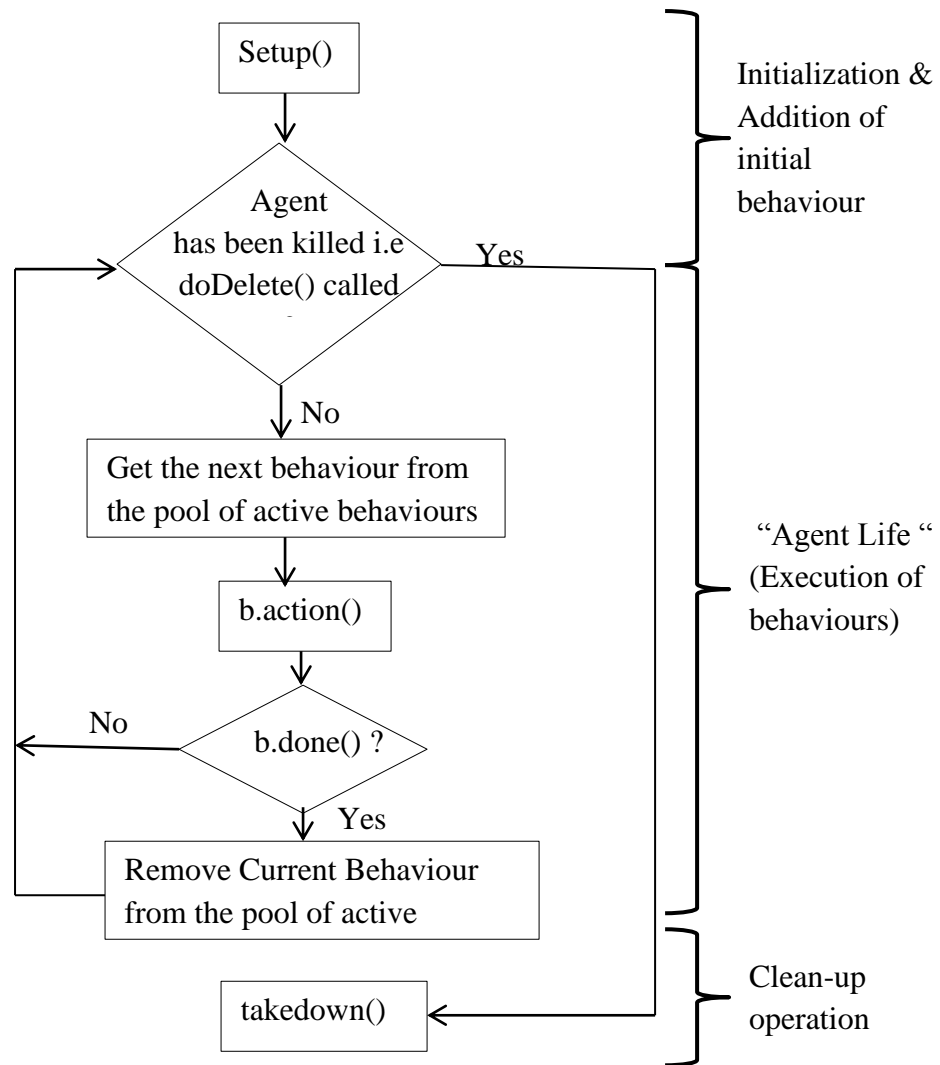 Setup()
Initialization &
Addition of
initial
behaviour
Agent
has been killed i.e
doDelete() called
Yes
No
Get the next behaviour from
the pool of active behaviours
"Agent Life "
(Execution of
behaviours)
b.action()
No
b.done() ?
Yes
Remove Current Behaviour
from the pool of active
Clean-up
operation
takedown()